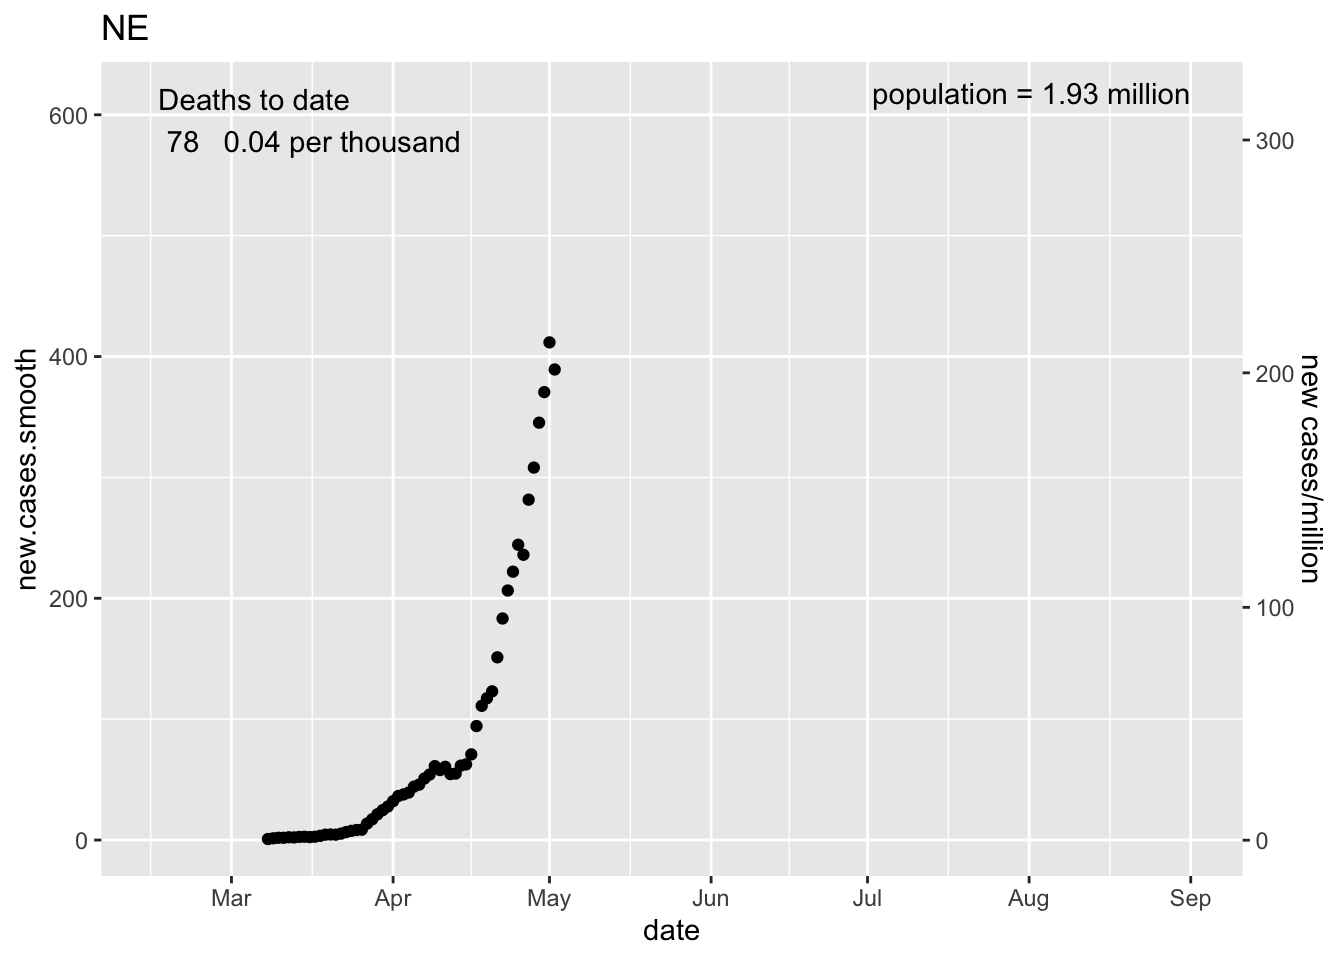 NE
Deaths to date
78 0.04 per thousand
population = 1.93 million
600
400
200
0
new.cases.smooth
300
200
100
0
new cases/million
Mar Apr May Jun Jul Aug Sep
date